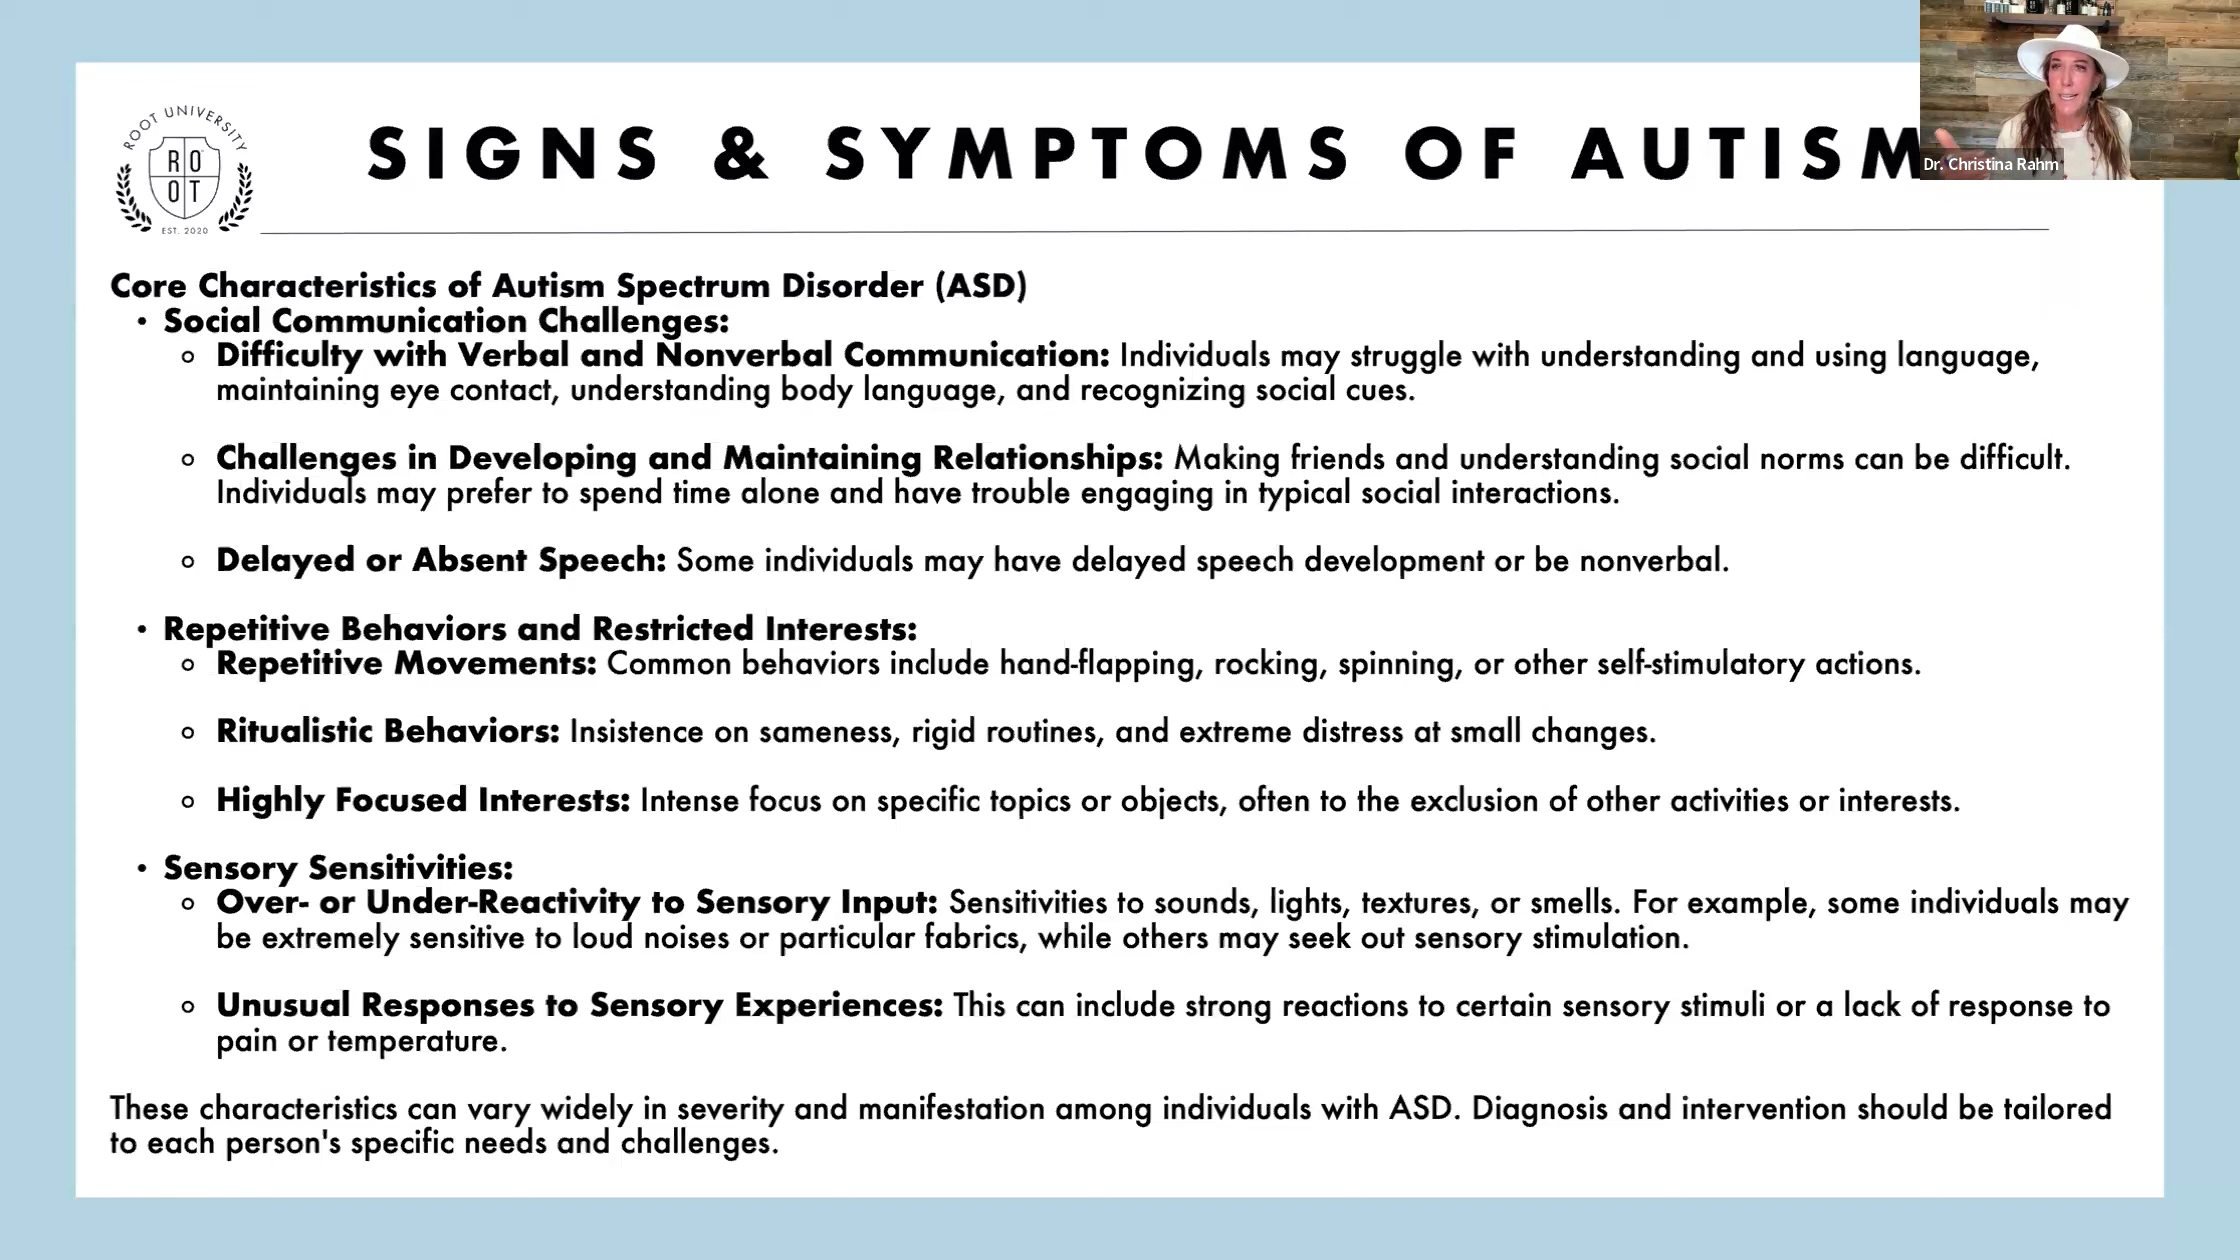 ROOT UNIVERSITY
RO
OT
EST. 2020
SIGNS & SYMPTOMS OF AUTISM
Dr. Christina Rahm
Core Characteristics of Autism Spectrum Disorder (ASD)
• Social Communication Challenges:
○ Difficulty with Verbal and Nonverbal Communication: Individuals may struggle with understanding and using language,
maintaining eye contact, understanding body language, and recognizing social cues.
○ Challenges in Developing and Maintaining Relationships: Making friends and understanding social norms can be difficult.
Individuals may prefer to spend time alone and have trouble engaging in typical social interactions.
○ Delayed or Absent Speech: Some individuals may have delayed speech development or be nonverbal.
• Repetitive Behaviors and Restricted Interests:
○ Repetitive Movements: Common behaviors include hand-flapping, rocking, spinning, or other self-stimulatory actions.
○ Ritualistic Behaviors: Insistence on sameness, rigid routines, and extreme distress at small changes.
○ Highly Focused Interests: Intense focus on specific topics or objects, often to the exclusion of other activities or interests.
• Sensory Sensitivities:
○ Over- or Under-Reactivity to Sensory Input: Sensitivities to sounds, lights, textures, or smells. For example, some individuals may
be extremely sensitive to loud noises or particular fabrics, while others may seek out sensory stimulation.
○ Unusual Responses to Sensory Experiences: This can include strong reactions to certain sensory stimuli or a lack of response to
pain or temperature.
These characteristics can vary widely in severity and manifestation among individuals with ASD. Diagnosis and intervention should be tailored
to each person's specific needs and challenges.